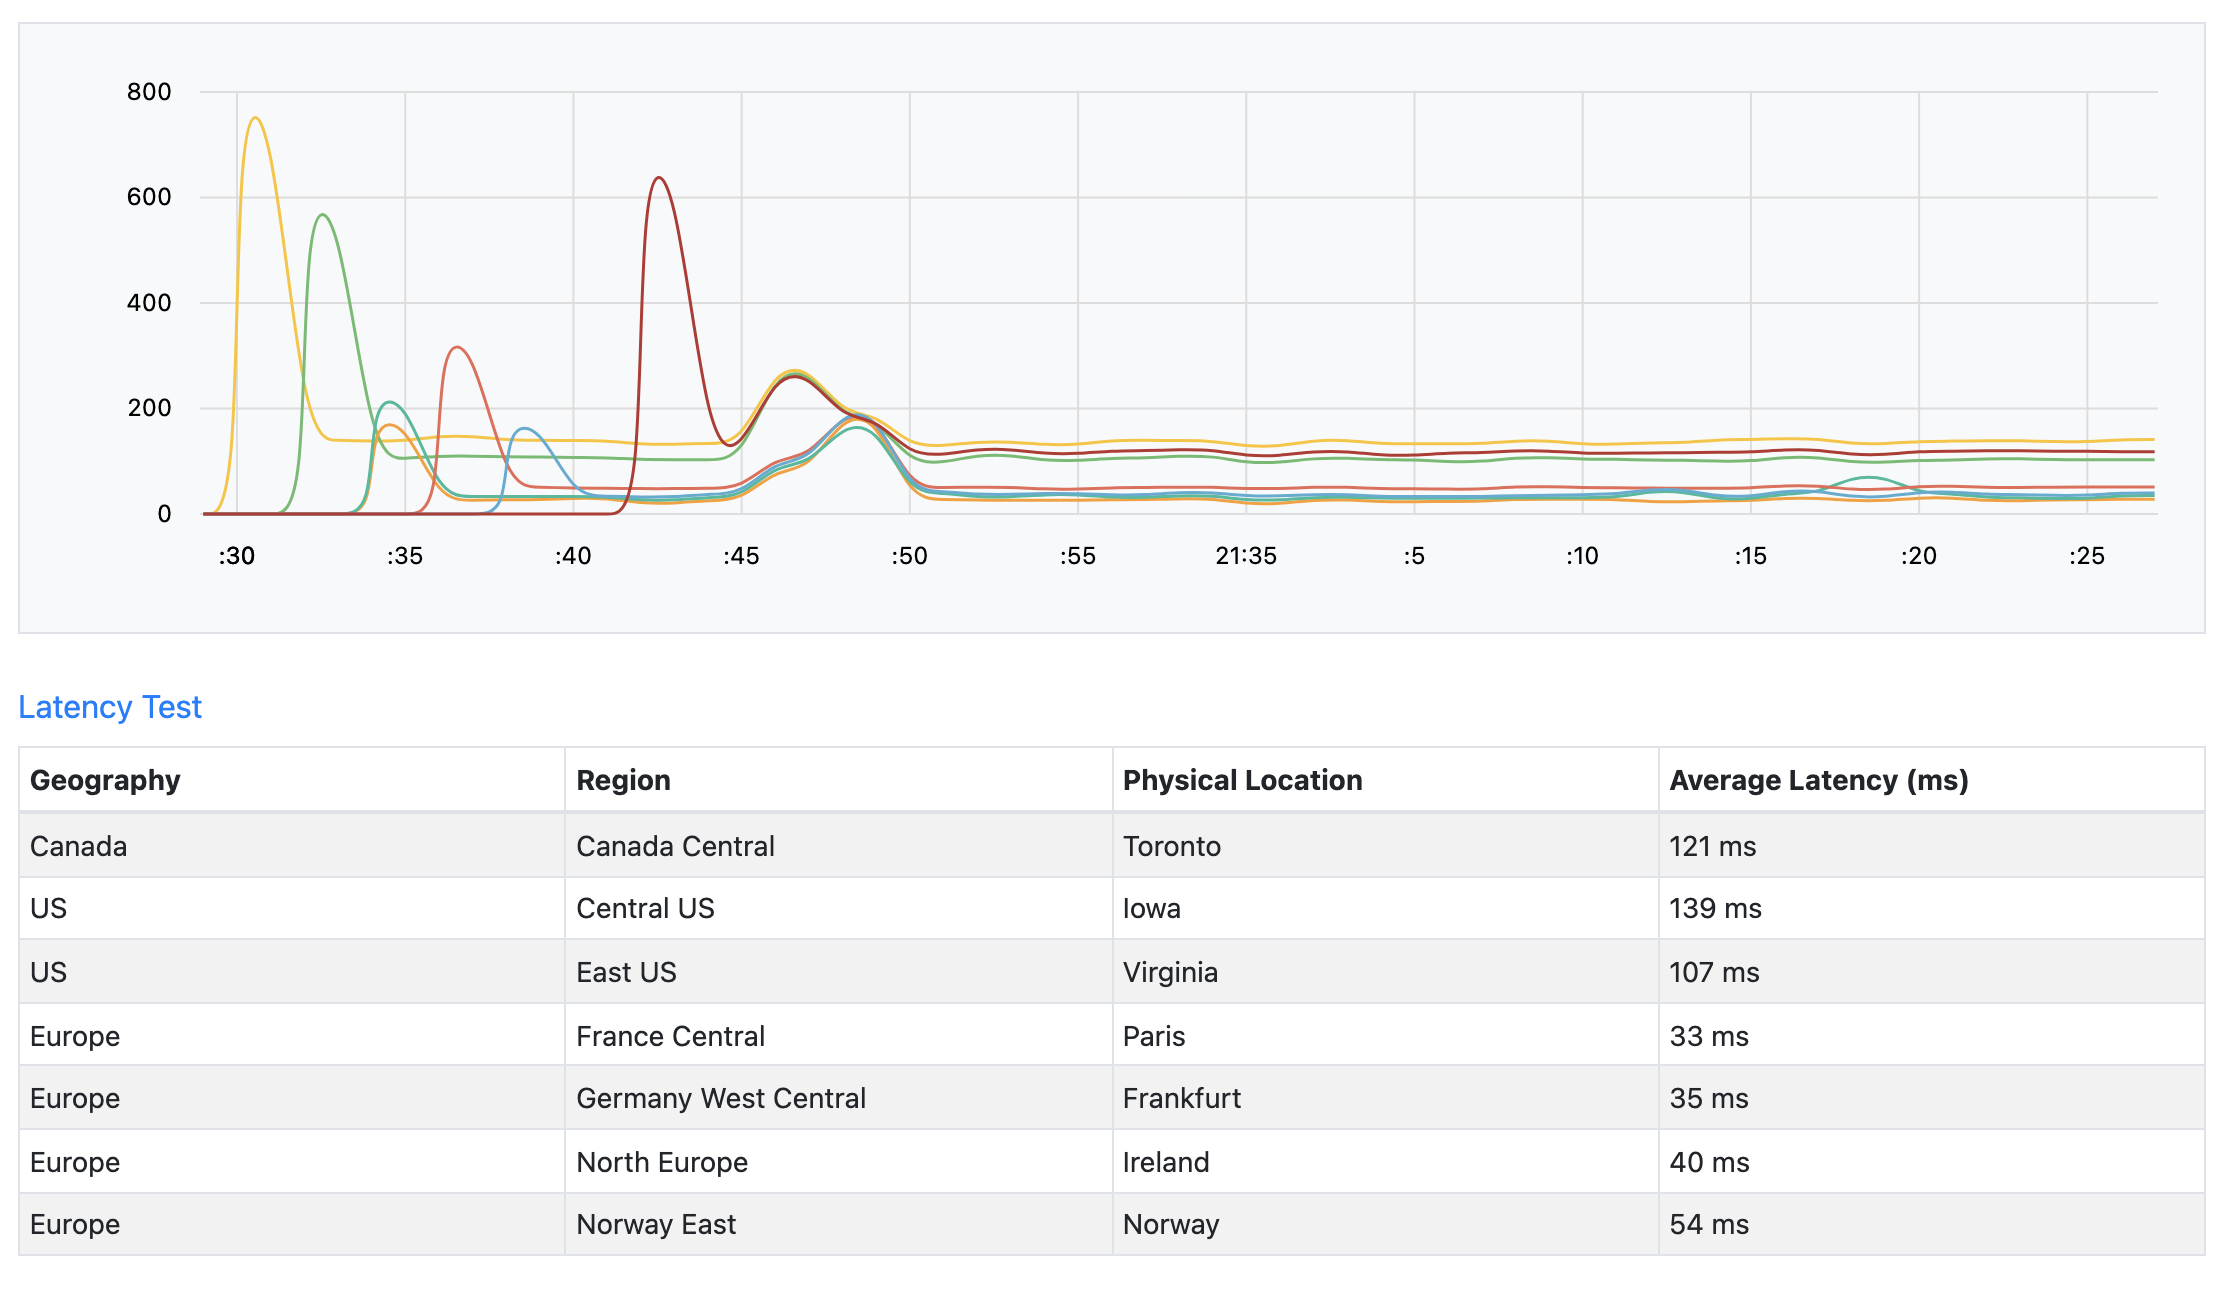 800
600
400
200
0
:30 :35 :40 :45 :50 :55 21:35 :5 :10 :15 :20 :25
Latency Test
Geography Region Physical Location Average Latency (ms)
Canada Canada Central Toronto 121 ms
US Central US Iowa 139 ms
US East US Virginia 107 ms
Europe France Central Paris 33 ms
Europe Germany West Central Frankfurt 35 ms
Europe North Europe Ireland 40 ms
Europe Norway East Norway 54 ms